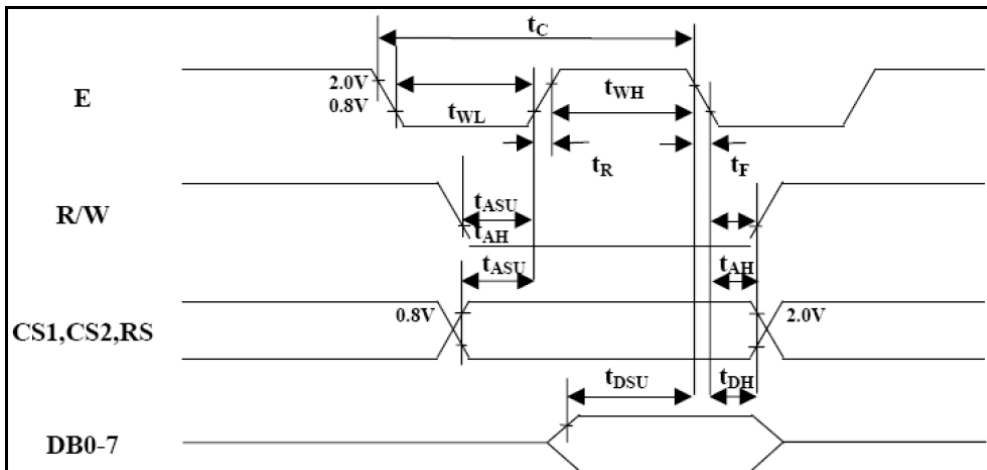 tC
E
2.0V
0.8V
tWL
tWH
tR
tF
R/W
tASU
tAH
tASU
tAH
CS1,CS2,RS
0.8V
2.0V
tDSU
tDH
DB0-7